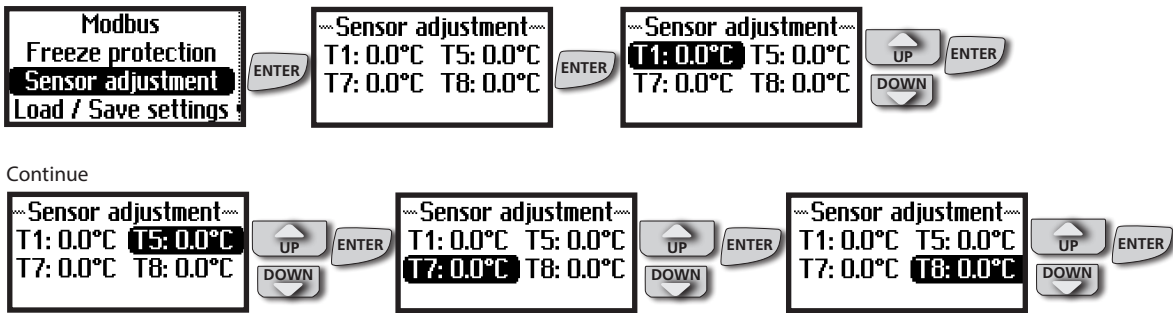 Modbus
Freeze protection
Sensor adjustment
Load / Save settings
ENTER
Sensor adjustment
T1: 0.0°C T5: 0.0°C
T7: 0.0°C T8: 0.0°C
ENTER
Sensor adjustment
T1: 0.0°C T5: 0.0°C
T7: 0.0°C T8: 0.0°C
UP
DOWN
ENTER
Continue
Sensor adjustment
T1: 0.0°C T5: 0.0°C
T7: 0.0°C T8: 0.0°C
UP
DOWN
ENTER
Sensor adjustment
T1: 0.0°C T5: 0.0°C
T7: 0.0°C T8: 0.0°C
UP
DOWN
ENTER
Sensor adjustment
T1: 0.0°C T5: 0.0°C
T7: 0.0°C T8: 0.0°C
UP
DOWN
ENTER